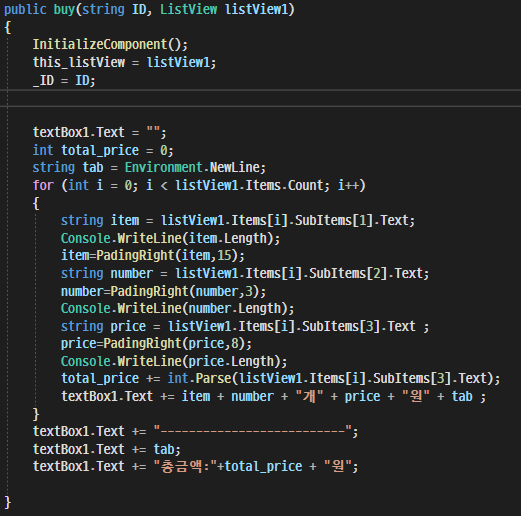 public buy(string ID, ListView listView1)
{
InitializeComponent();
this_listView = listView1;
_ID = ID;
textBox1.Text = "";
int total_price = 0;
string tab = Environment.NewLine;
for (int i = 0; i < listView1.Items.Count; i++)
{
string item = listView1.Items[i].SubItems[1].Text;
Console.WriteLine(item.Length);
item=PadingRight(item,15);
string number = listView1.Items[i].SubItems[2].Text;
number=PadingRight(number,3);
Console.WriteLine(number.Length);
string price = listView1.Items[i].SubItems[3].Text ;
price=PadingRight(price,8);
Console.WriteLine(price.Length);
total_price += int.Parse(listView1.Items[i].SubItems[3].Text);
textBox1.Text += item + number + "개" + price + "원" + tab ;
}
textBox1.Text += "--------------------------";
textBox1.Text += tab;
textBox1.Text += "총금액:"+total_price + "원";
}